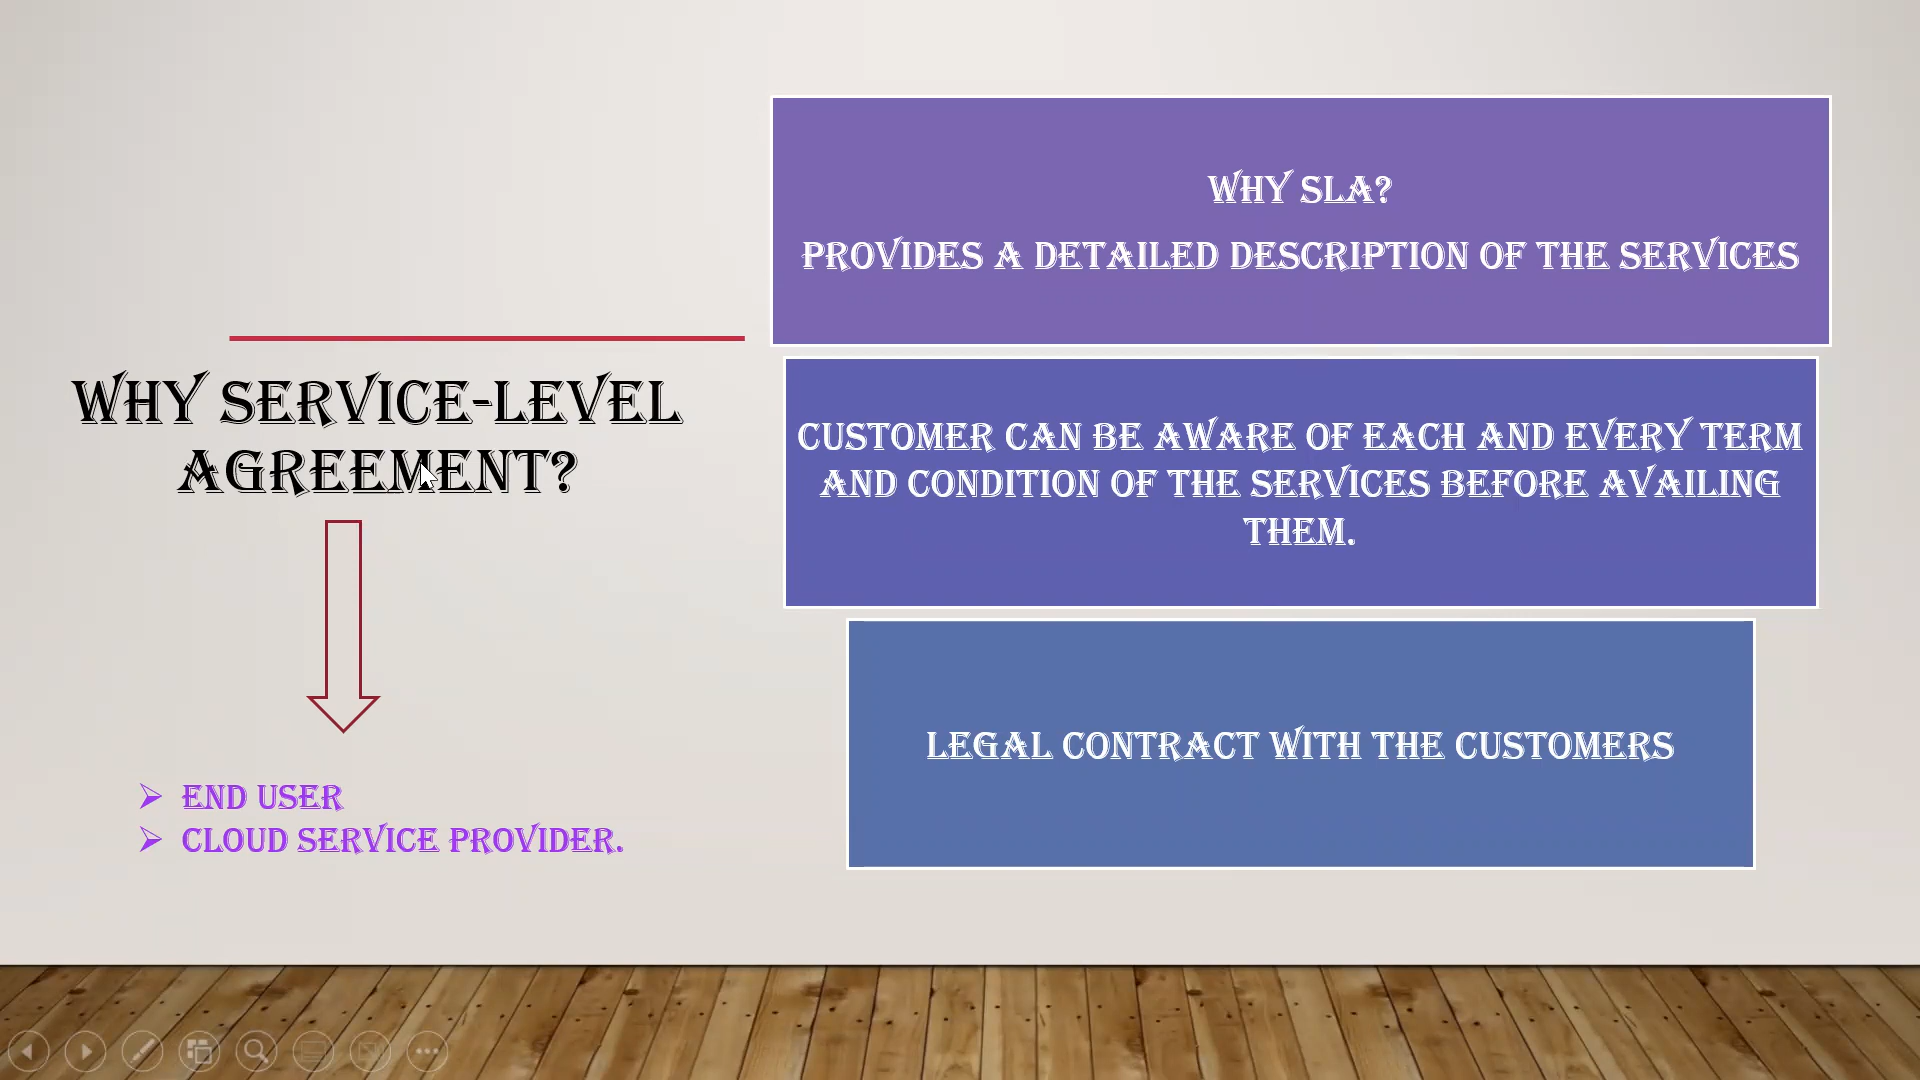 WHY SERVICE-LEVEL
AGREEMENT?
➢ END USER
➢ CLOUD SERVICE PROVIDER.
WHY SLA?
PROVIDES A DETAILED DESCRIPTION OF THE SERVICES
CUSTOMER CAN BE AWARE OF EACH AND EVERY TERM
AND CONDITION OF THE SERVICES BEFORE AVAILING
THEM.
LEGAL CONTRACT WITH THE CUSTOMERS